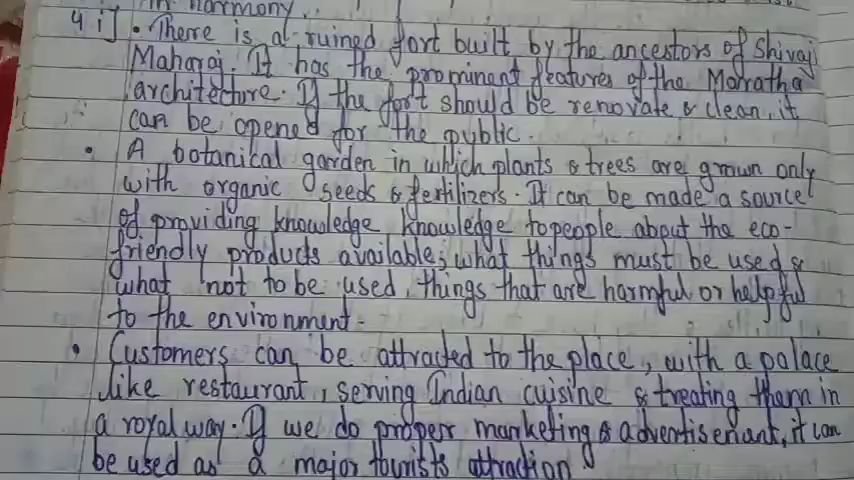 in harmony.
4 i] • There is a ruined fort built by the ancestors of Shivaji
Maharaj. It has the prominant features of the Marratha
architecture. If the fort should be renovate & clean, it
can be opened for the public.
• A botanical garden in which plants & trees are grown only
with organic seeds & fertilizers. It can be made a source
of providing knowledge knowledge to people about the eco-
friendly products available; what things must be used &
what not to be used, things that are harmful or helpful
to the environment.
• Customers can be attracted to the place, with a palace
like restaurant, serving Indian cuisine & treating them in
a royal way. If we do proper marketing & advertisemant, it can
be used as a major tourists attraction